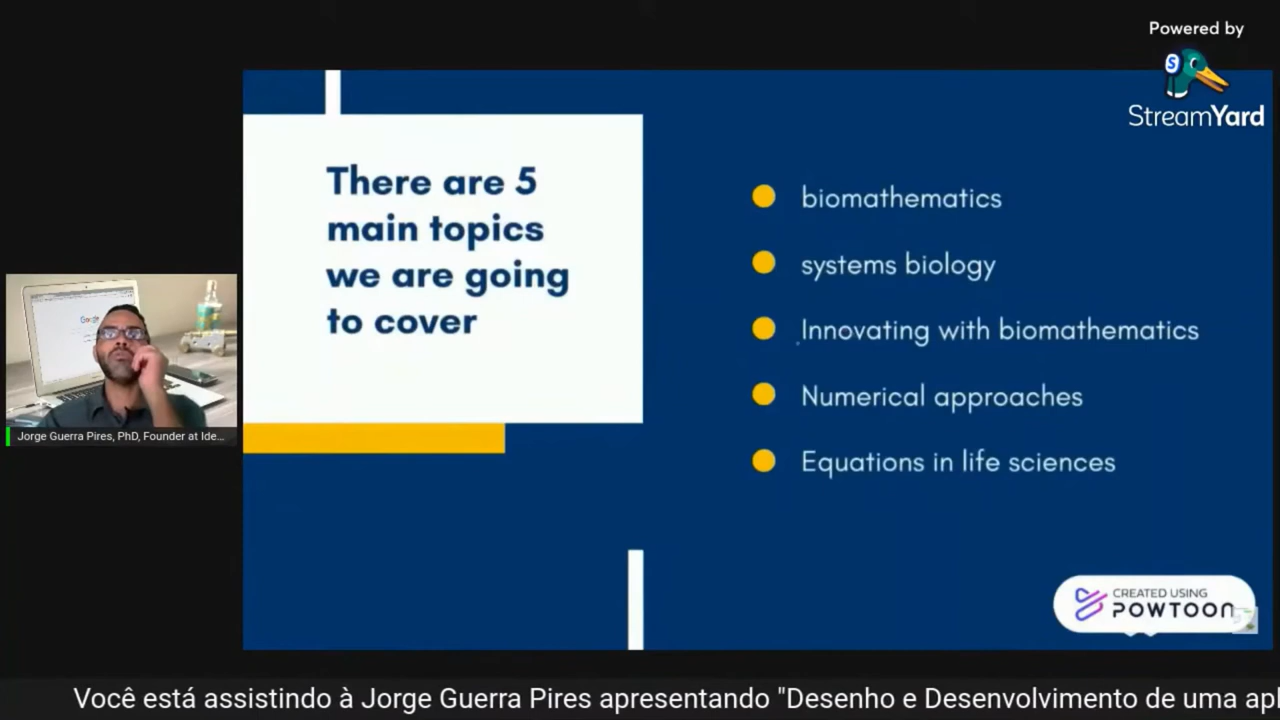 Powered by
StreamYard
There are 5
main topics
we are going
to cover
biomathematics
systems biology
Innovating with biomathematics
Numerical approaches
Equations in life sciences
Google
Jorge Guerra Pires, PhD, Founder at Ide...
CREATED USING
POWTOON
Você está assistindo à Jorge Guerra Pires apresentando "Desenho e Desenvolvimento de uma apl